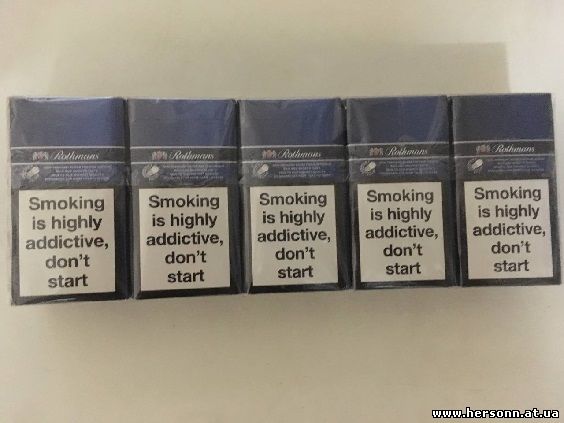 Rothmans
Smoking
is highly
addictive,
don't
start
Rothmans
Smoking
is highly
addictive,
don't
start
Rothmans
Smoking
is highly
addictive,
don't
start
Rothmans
Smoking
is highly
addictive,
don't
start
Rothmans
Smoking
is highly
addictive,
don't
start
www.hersonn.at.ua